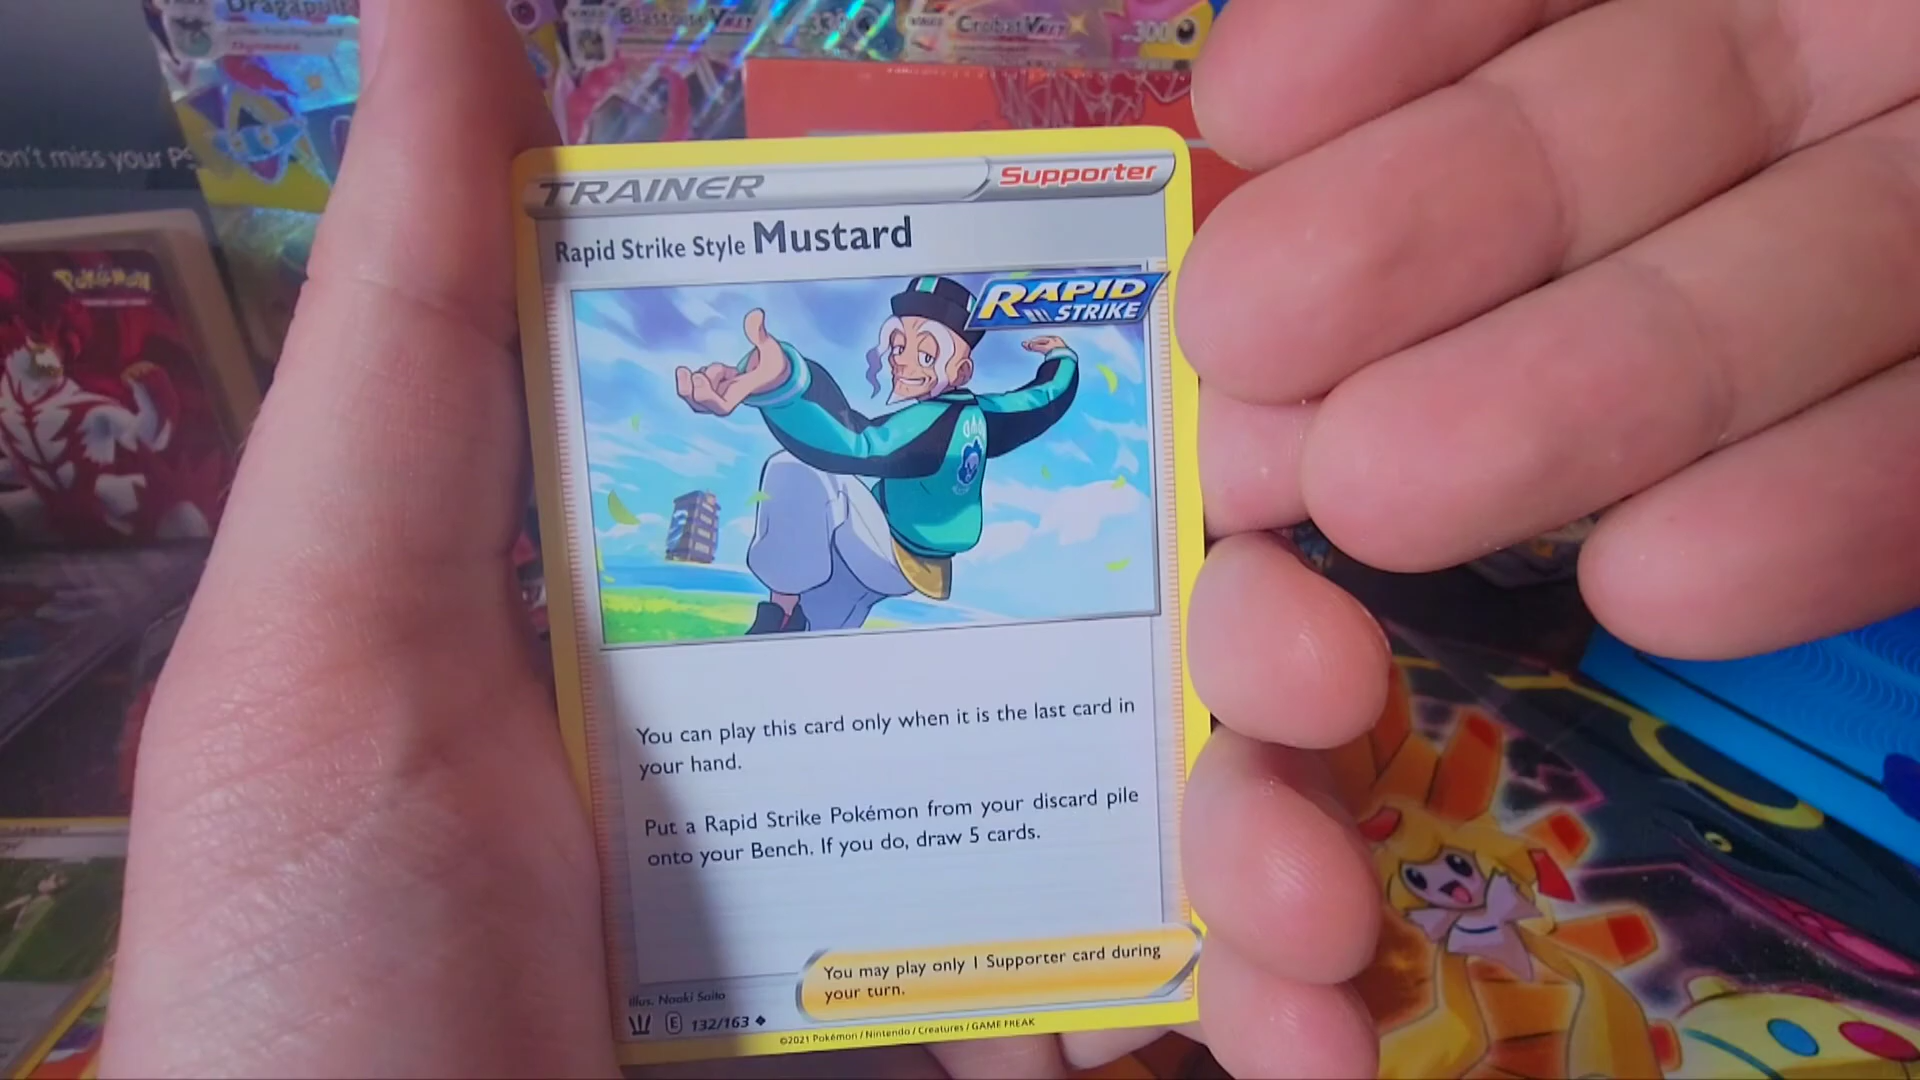 Dragapult
Blastoise VMAX
330
Crobat VMAX
300
on't miss your PS
Pokémon
TRAINER
Supporter
Rapid Strike Style Mustard
RAPID
STRIKE
You can play this card only when it is the last card in
your hand.
Put a Rapid Strike Pokémon from your discard pile
onto your Bench. If you do, draw 5 cards.
You may play only 1 Supporter card during
your turn.
Illus. Naoki Saito
E 132/163
©2021 Pokémon / Nintendo / Creatures / GAME FREAK